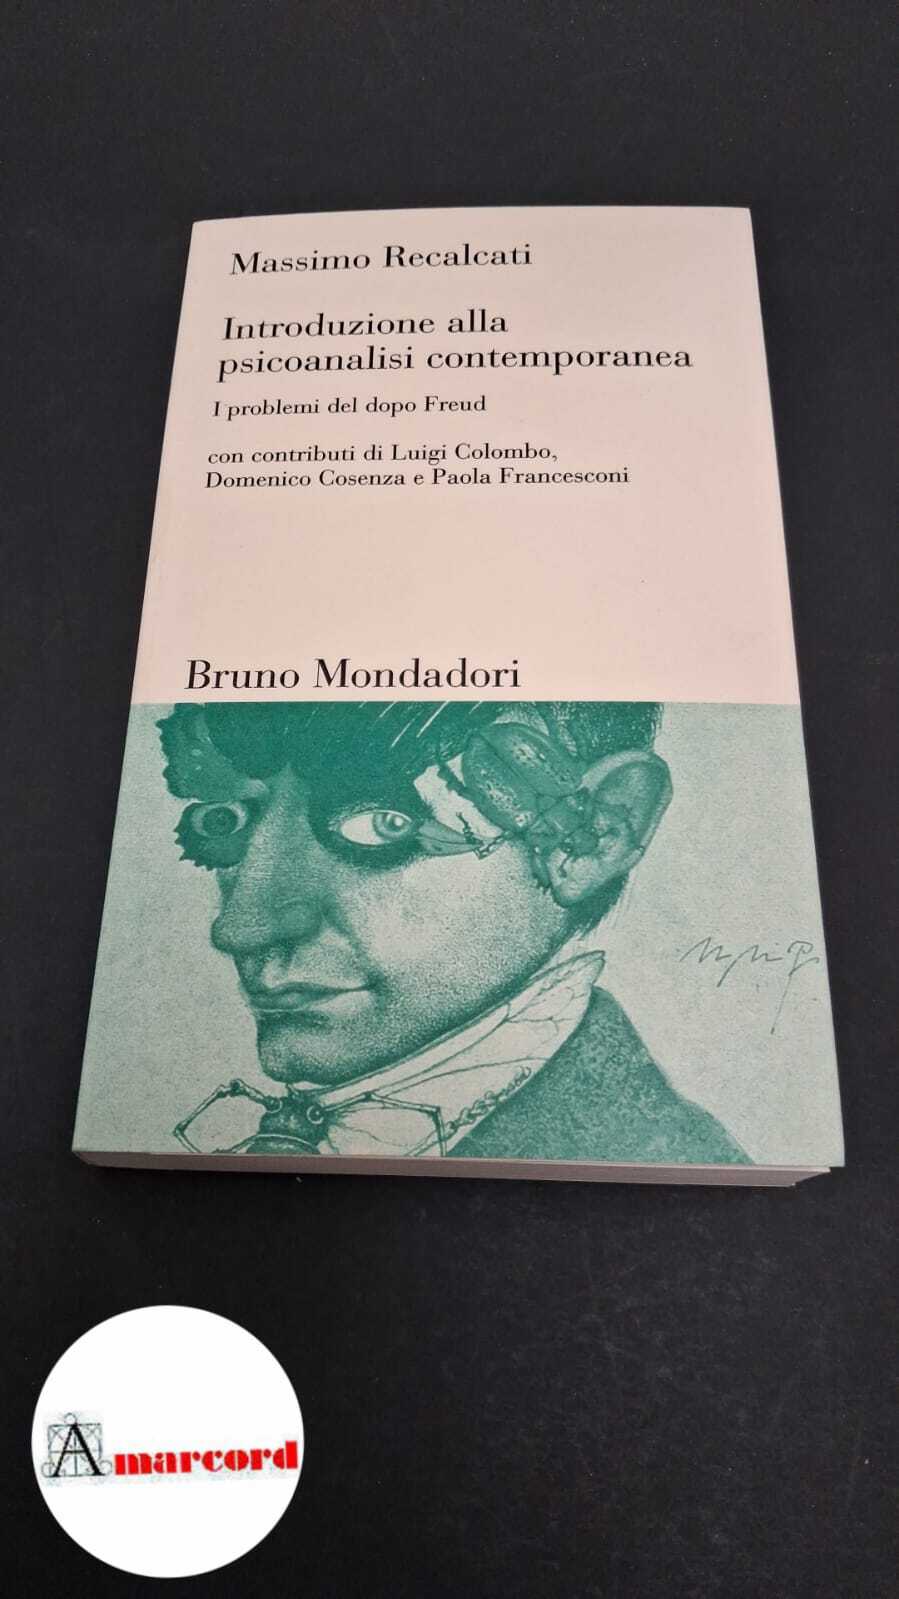 Massimo Recalcati
Introduzione alla
psicoanalisi contemporanea
I problemi del dopo Freud
con contributi di Luigi Colombo,
Domenico Cosenza e Paola Francesconi
Bruno Mondadori
Amarcord